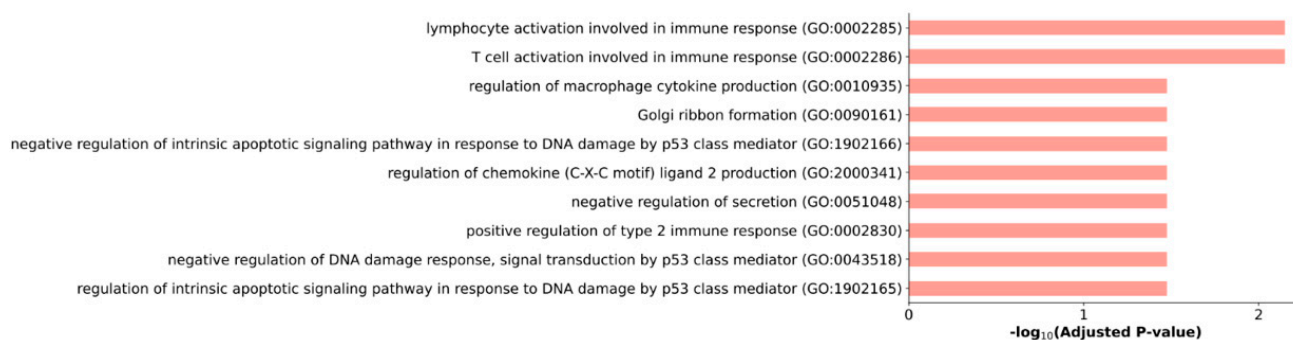 lymphocyte activation involved in immune response (GO:0002285)
T cell activation involved in immune response (GO:0002286)
regulation of macrophage cytokine production (GO:0010935)
Golgi ribbon formation (GO:0090161)
negative regulation of intrinsic apoptotic signaling pathway in response to DNA damage by p53 class mediator (GO:1902166)
regulation of chemokine (C-X-C motif) ligand 2 production (GO:2000341)
negative regulation of secretion (GO:0051048)
positive regulation of type 2 immune response (GO:0002830)
negative regulation of DNA damage response, signal transduction by p53 class mediator (GO:0043518)
regulation of intrinsic apoptotic signaling pathway in response to DNA damage by p53 class mediator (GO:1902165)
0 1 2
-log₁₀(Adjusted P-value)